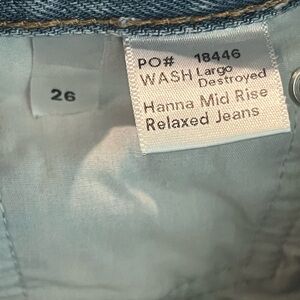 PO# 18446
WASH Largo
Destroyed
Hanna Mid Rise
Relaxed Jeans
26